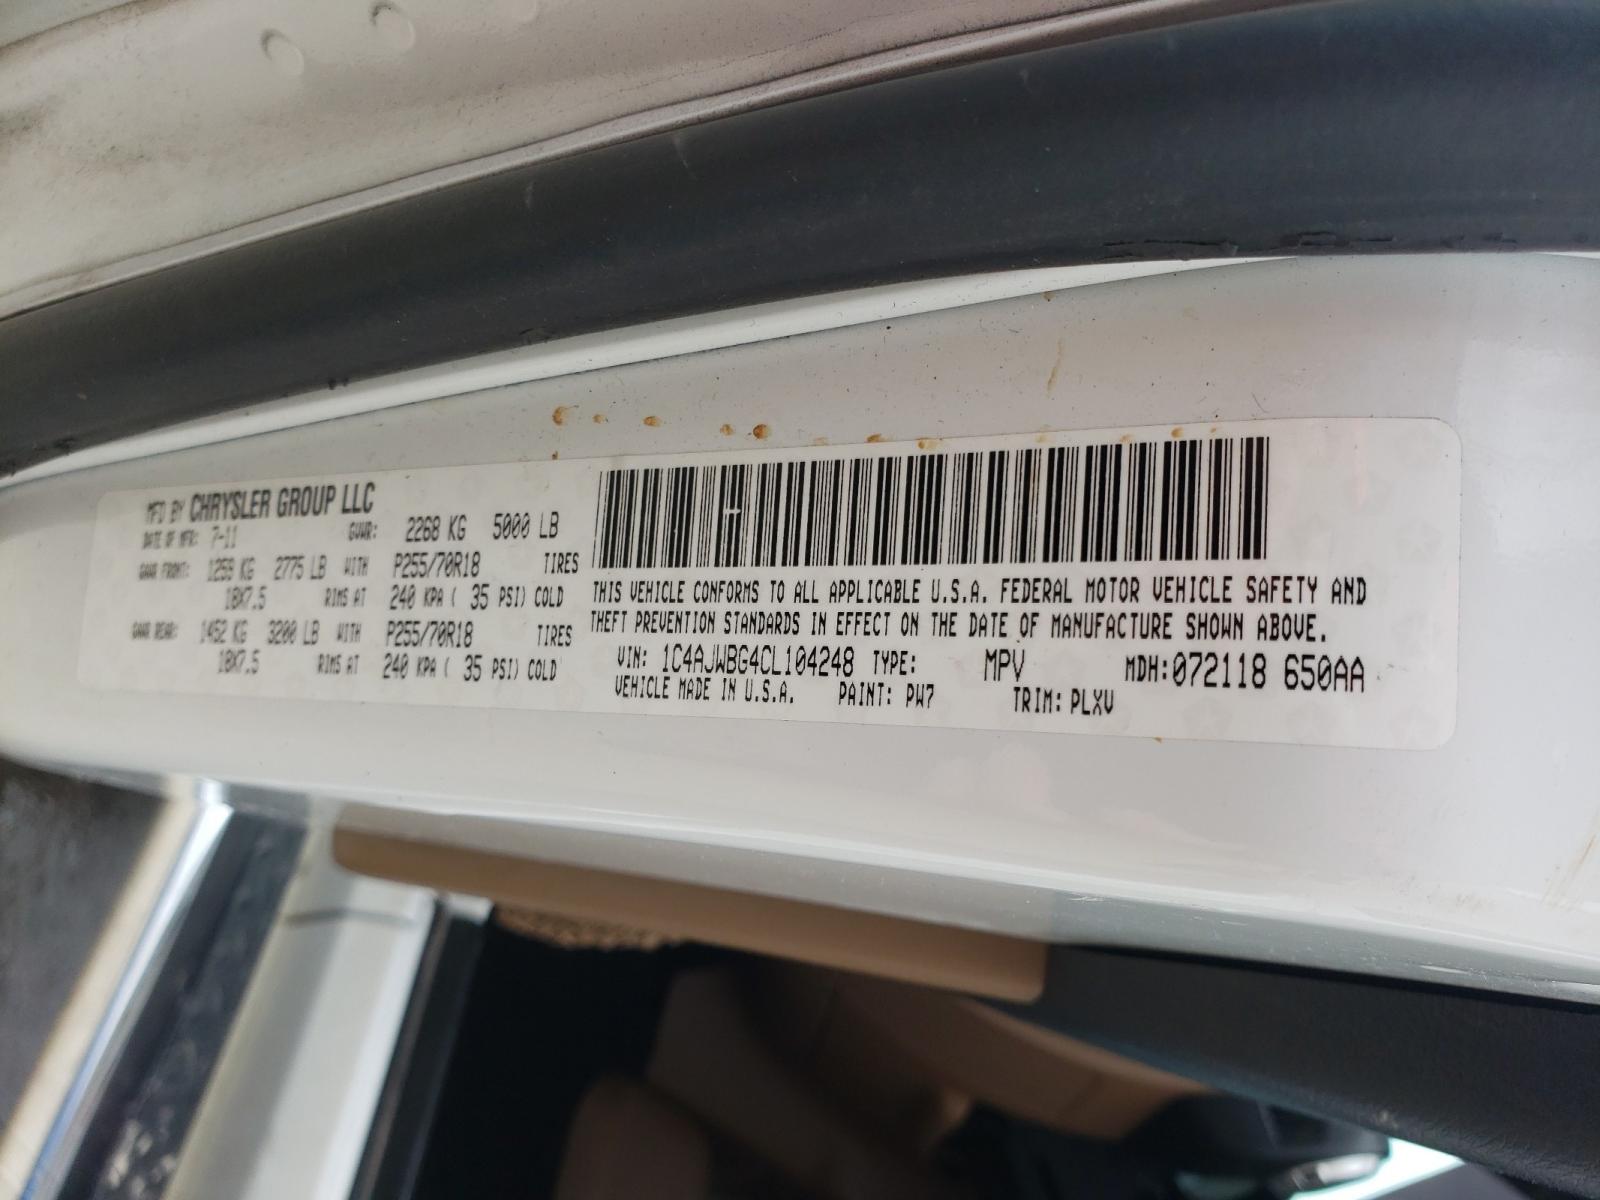 MFD BY CHRYSLER GROUP LLC
DATE OF MFR: 7-11 GVWR: 2268 KG 5000 LB
GAWR FRONT: 1259 KG 2775 LB WITH P255/70R18 TIRES
18X7.5 RIMS AT 240 KPA ( 35 PSI) COLD
GAWR REAR: 1452 KG 3200 LB WITH P255/70R18 TIRES
18X7.5 RIMS AT 240 KPA ( 35 PSI) COLD
THIS VEHICLE CONFORMS TO ALL APPLICABLE U.S.A. FEDERAL MOTOR VEHICLE SAFETY AND
THEFT PREVENTION STANDARDS IN EFFECT ON THE DATE OF MANUFACTURE SHOWN ABOVE.
VIN: 1C4AJWBG4CL104248 TYPE: MPV MDH:072118 650AA
VEHICLE MADE IN U.S.A. PAINT: PW7 TRIM: PLXV